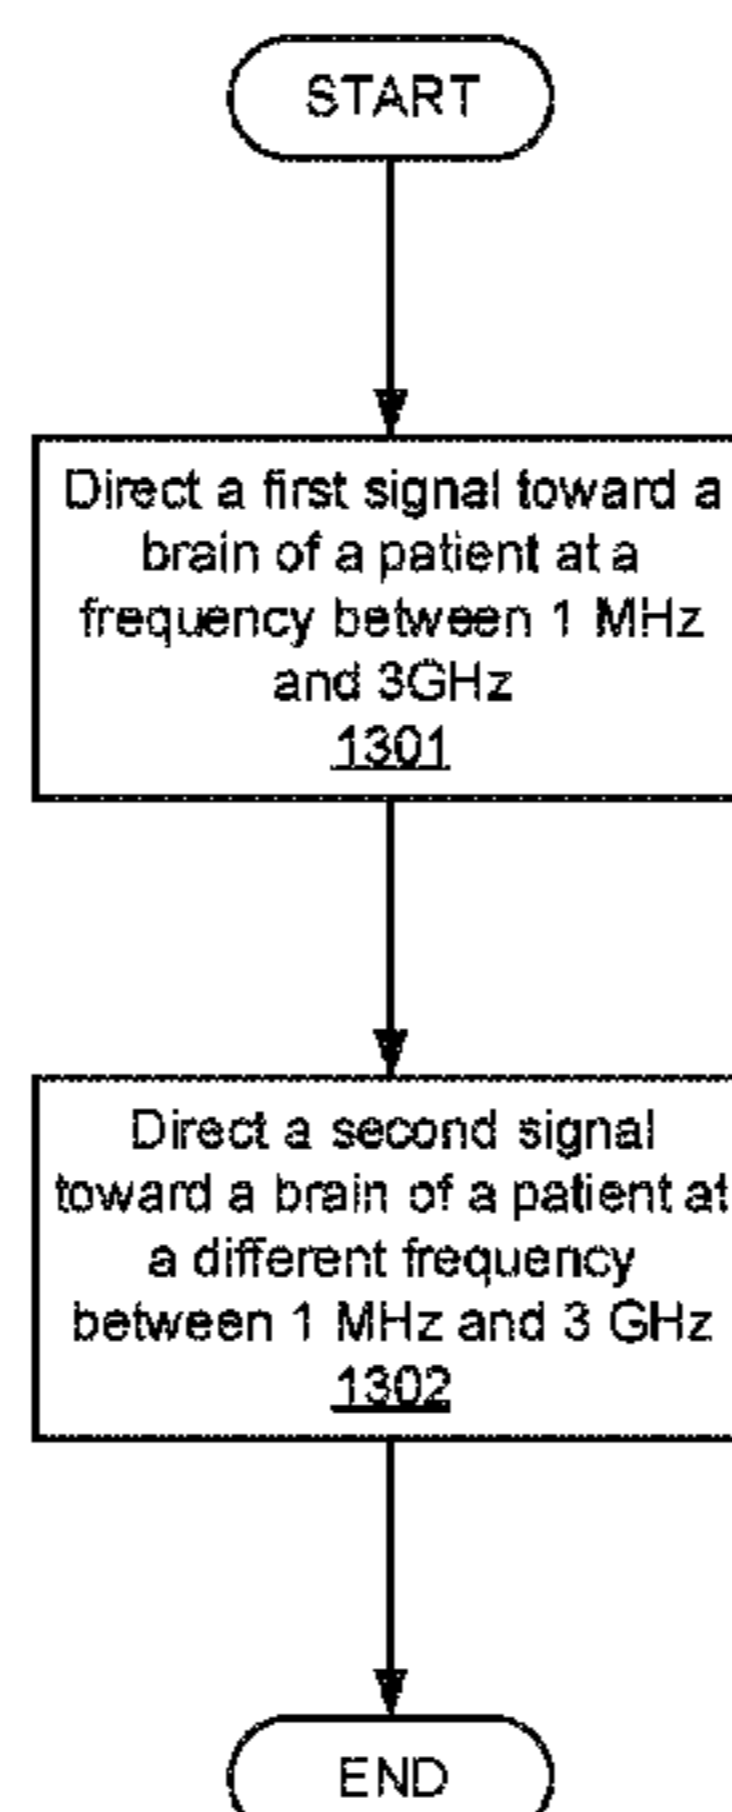 START
Direct a first signal toward a
brain of a patient at a
frequency between 1 MHz
and 3GHz
1301
Direct a second signal
toward a brain of a patient at
a different frequency
between 1 MHz and 3 GHz
1302
END